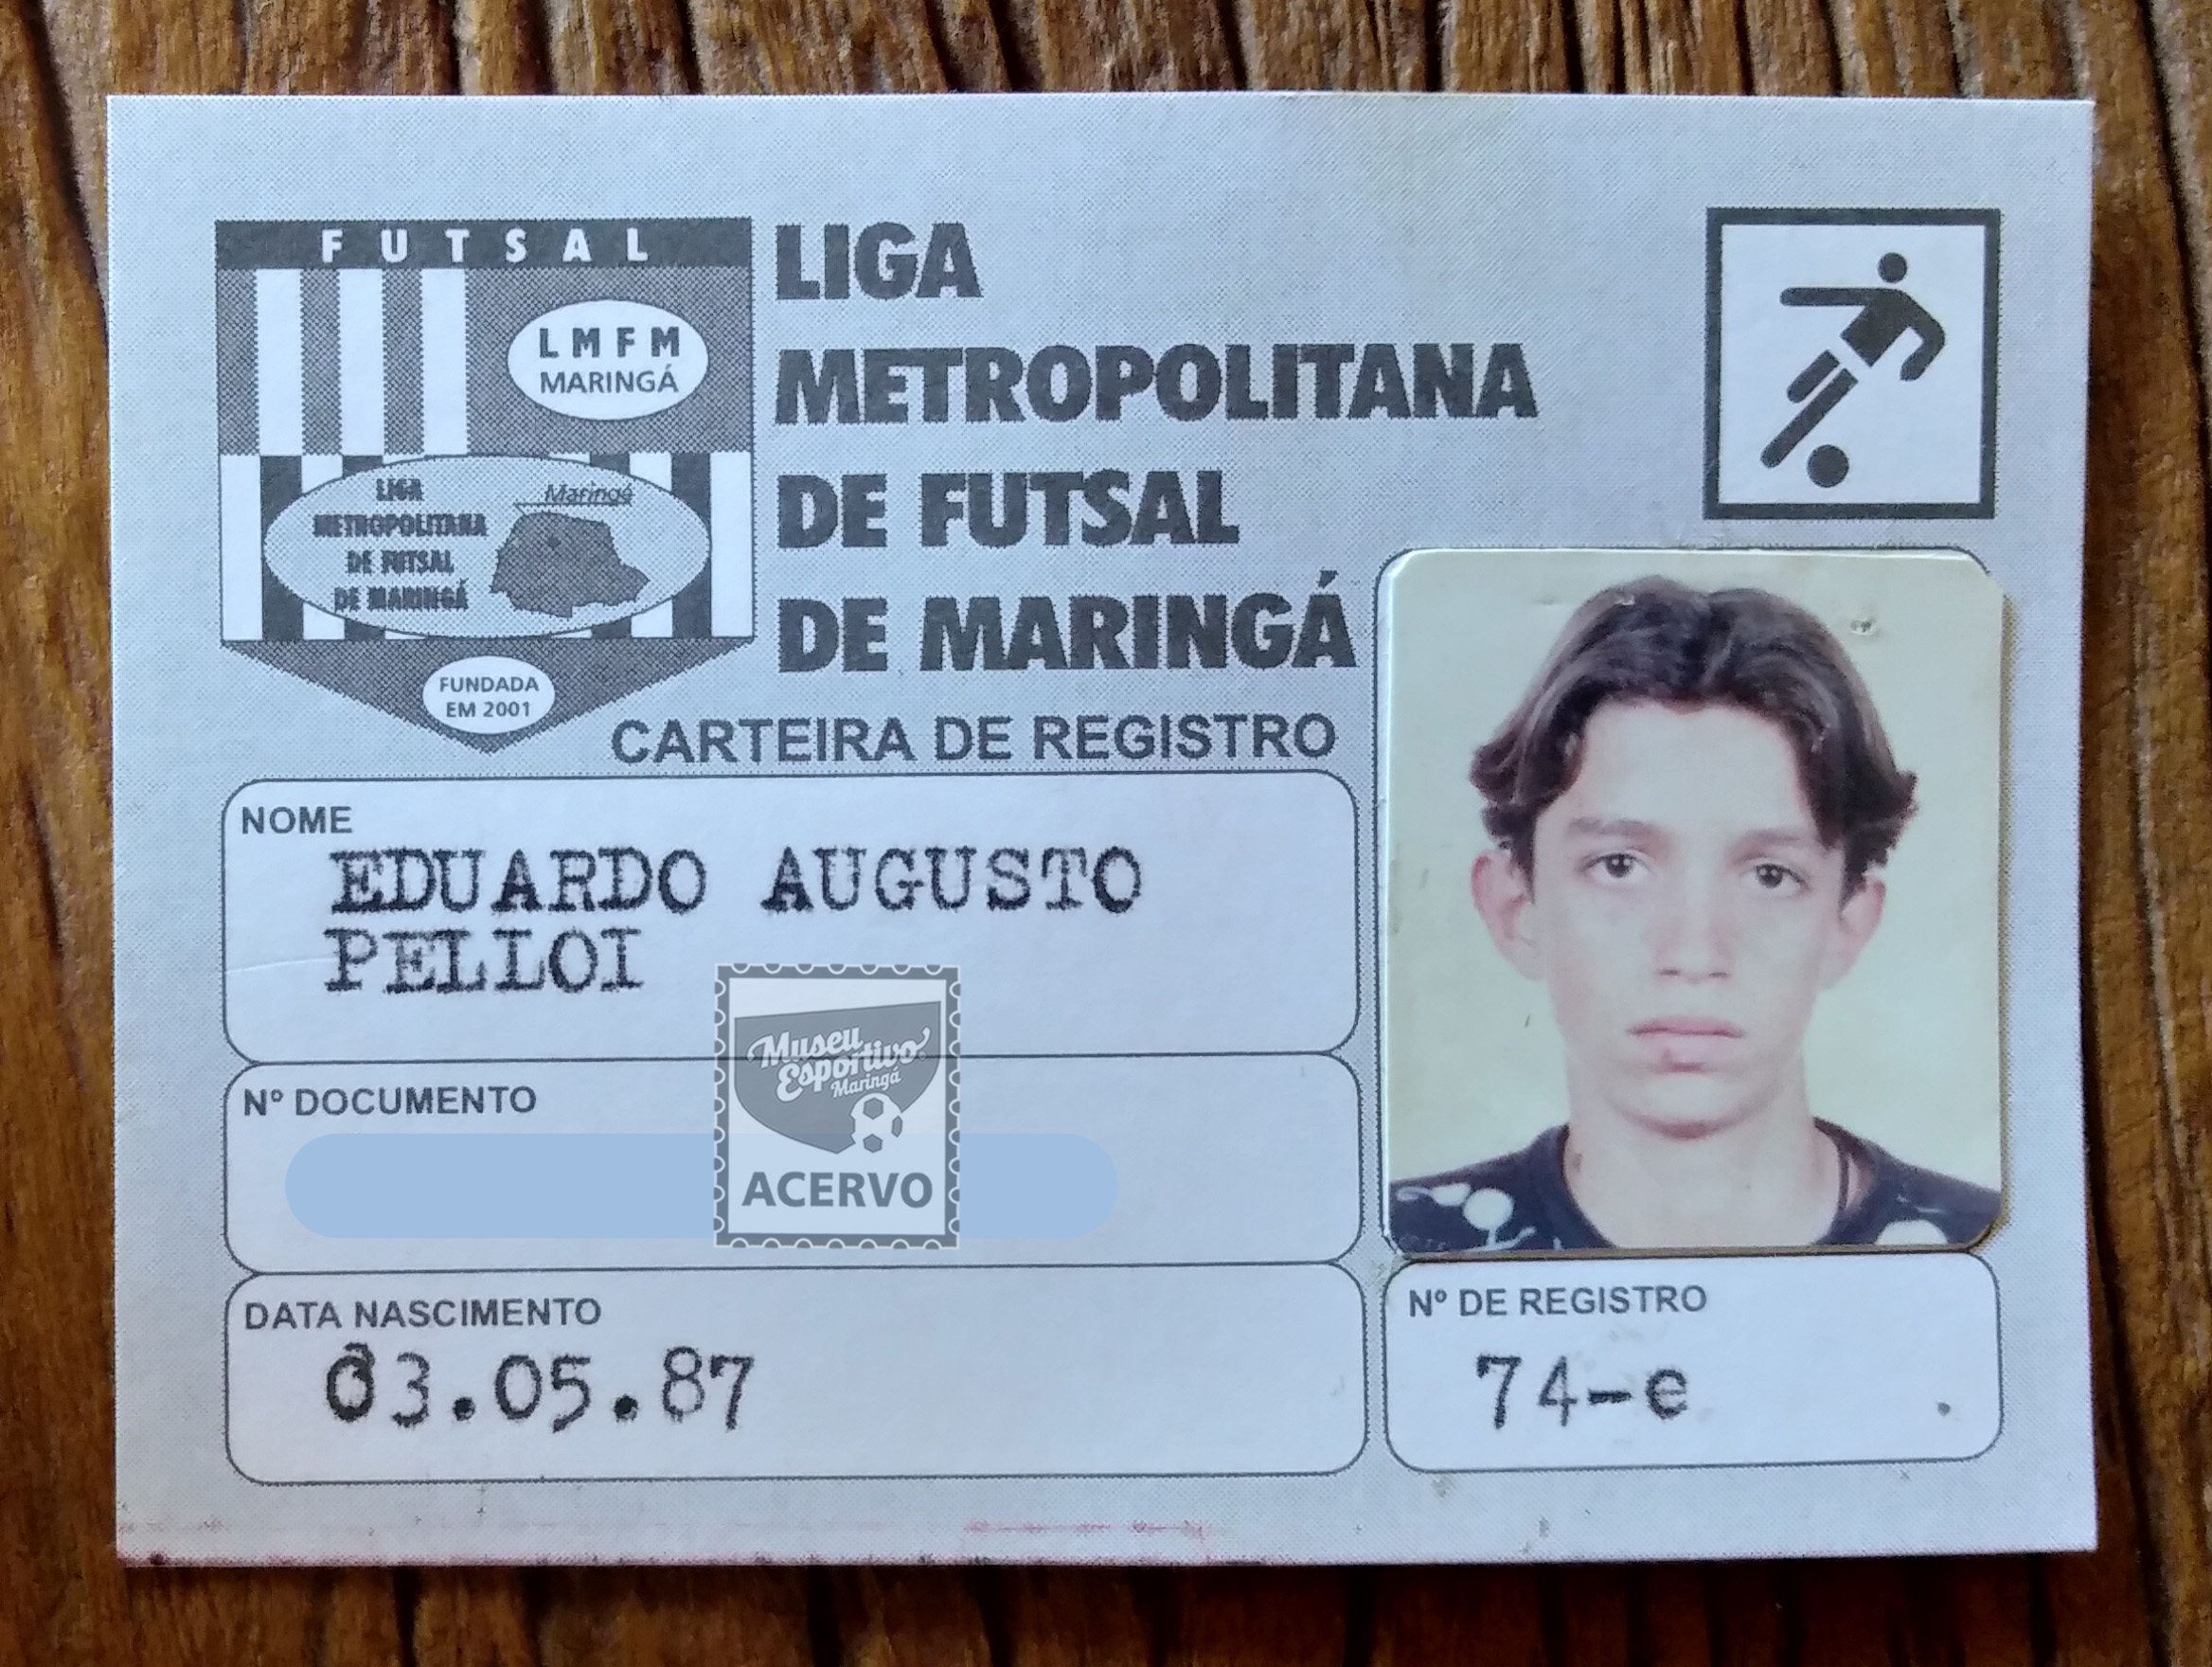 FUTSAL
LMFM
MARINGÁ
LIGA
METROPOLITANA
DE FUTSAL
DE MARINGÁ
Maringá
FUNDADA
EM 2001
LIGA
METROPOLITANA
DE FUTSAL
DE MARINGÁ
CARTEIRA DE REGISTRO
NOME
EDUARDO AUGUSTO
PELLOI
Nº DOCUMENTO
Museu
Esportivo
Maringá
ACERVO
DATA NASCIMENTO
03.05.87
Nº DE REGISTRO
74-e